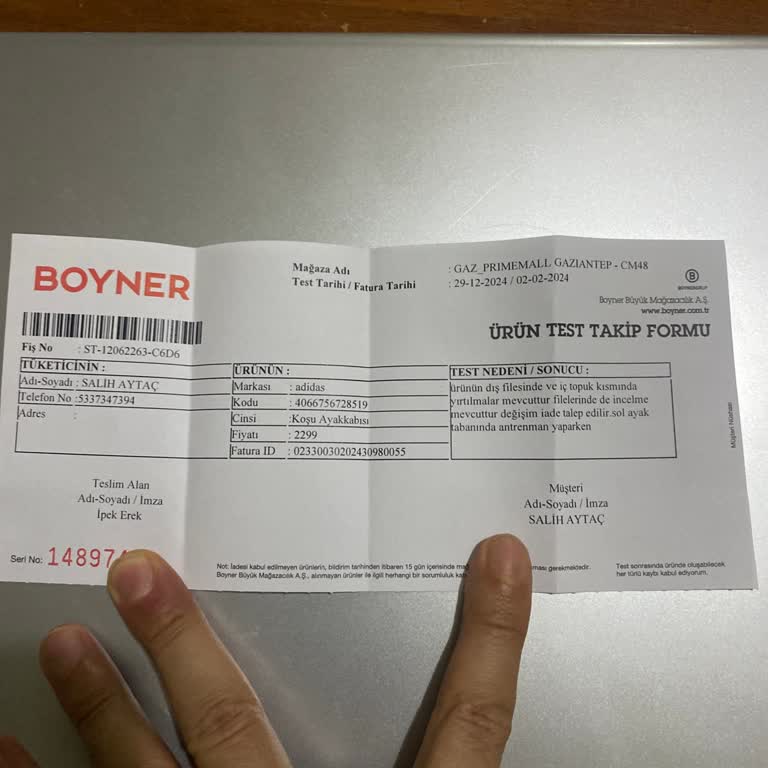 BOYNER
Mağaza Adı : GAZ_PRIMEMALL GAZIANTEP - CM48
Test Tarihi / Fatura Tarihi : 29-12-2024 / 02-02-2024
B
BOYNERGRUP
Boyner Büyük Mağazacılık A.Ş.
www.boyner.com.tr
ÜRÜN TEST TAKİP FORMU
Fiş No : ST-12062263-C6D6
TÜKETİCİNİN :
Adı-Soyadı : SALİH AYTAÇ
Telefon No :5337347394
Adres :
ÜRÜNÜN :
Markası : adidas
Kodu : 4066756728519
Cinsi : Koşu Ayakkabısı
Fiyatı : 2299
Fatura ID : 02330030202430980055
TEST NEDENİ / SONUCU :
ürünün dış filesinde ve iç topuk kısmında
yırtılmalar mevcuttur filelerinde de incelme
mevcuttur değişim iade talep edilir.sol ayak
tabanında antrenman yaparken
Müşteri Nüshası
Teslim Alan
Adı-Soyadı / İmza
İpek Erek
Müşteri
Adı-Soyadı / İmza
SALİH AYTAÇ
Seri No: 14897
Not: İadesi kabul edilmeyen ürünlerin, bildirim tarihinden itibaren 15 gün içerisinde gerekmektedir.
Boyner Büyük Mağazacılık A.Ş., alınmayan ürünler ile ilgili herhangi bir sorumluluk
Test sonrasında üründe oluşabilecek
her türlü kaybı kabul ediyorum.